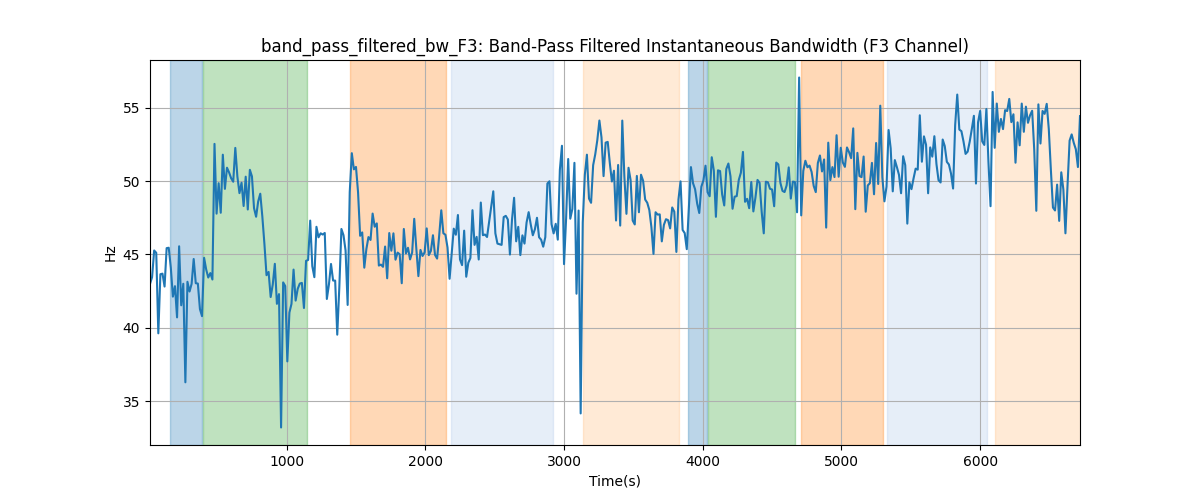 band_pass_filtered_bw_F3: Band-Pass Filtered Instantaneous Bandwidth (F3 Channel)
55
50
45
40
35
Hz
1000 2000 3000 4000 5000 6000
Time(s)